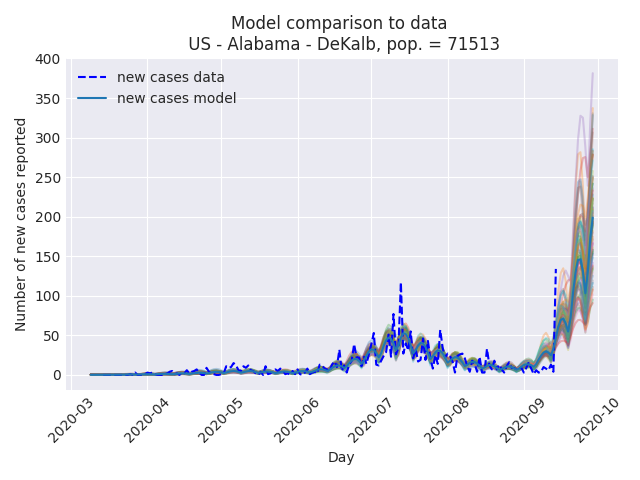 Model comparison to data
US - Alabama - DeKalb, pop. = 71513
new cases data
new cases model
Number of new cases reported
400
350
300
250
200
150
100
50
0
2020-03
2020-04
2020-05
2020-06
2020-07
2020-08
2020-09
2020-10
Day